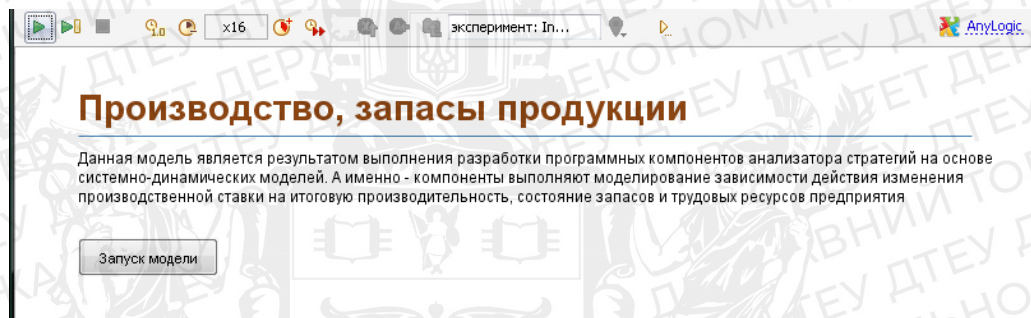 x16 эксперимент: In... AnyLogic
Производство, запасы продукции
Данная модель является результатом выполнения разработки программных компонентов анализатора стратегий на основе
системно-динамических моделей. А именно - компоненты выполняют моделирование зависимости действия изменения
производственной ставки на итоговую производительность, состояние запасов и трудовых ресурсов предприятия
Запуск модели